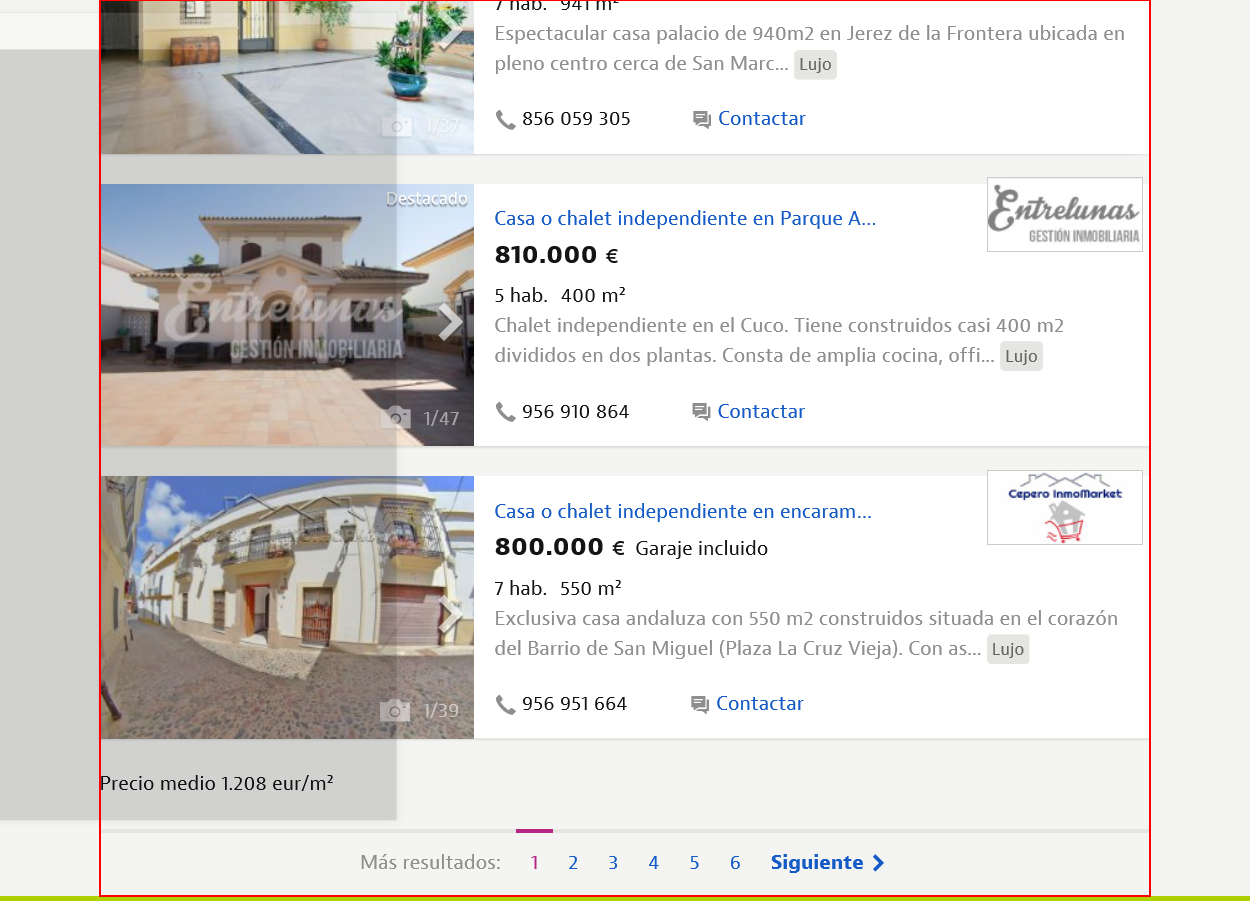 7 hab. 941 m²
Espectacular casa palacio de 940m2 en Jerez de la Frontera ubicada en
pleno centro cerca de San Marc... Lujo
1/37
856 059 305 Contactar
Destacado
Entrelunas
GESTIÓN INMOBILIARIA
Casa o chalet independiente en Parque A...
810.000 €
5 hab. 400 m²
Chalet independiente en el Cuco. Tiene construidos casi 400 m2
divididos en dos plantas. Consta de amplia cocina, offi... Lujo
Entrelunas
GESTIÓN INMOBILIARIA
1/47
956 910 864 Contactar
Cepero InmoMarket
Casa o chalet independiente en encaram...
800.000 € Garaje incluido
7 hab. 550 m²
Exclusiva casa andaluza con 550 m2 construidos situada en el corazón
del Barrio de San Miguel (Plaza La Cruz Vieja). Con as... Lujo
1/39
956 951 664 Contactar
Precio medio 1.208 eur/m²
Más resultados: 1 2 3 4 5 6 Siguiente